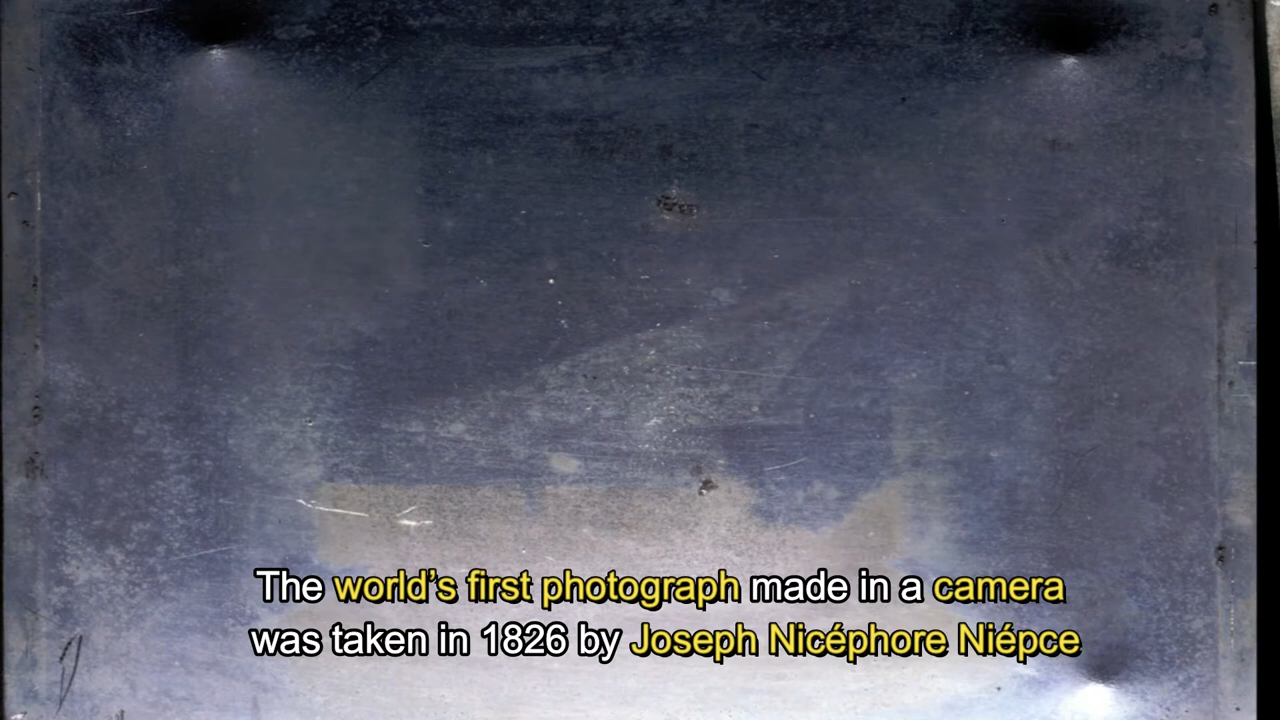 The world’s first photograph made in a camera
was taken in 1826 by Joseph Nicéphore Niépce